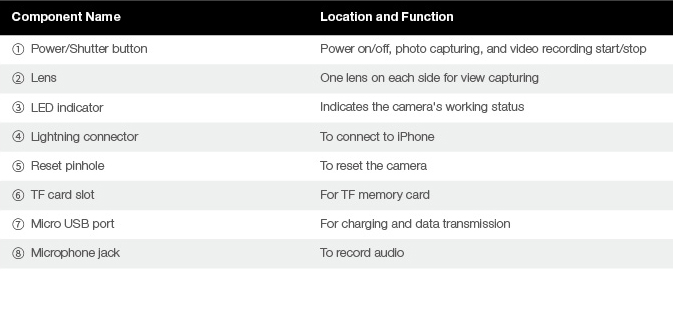 Component Name Location and Function
① Power/Shutter button Power on/off, photo capturing, and video recording start/stop
② Lens One lens on each side for view capturing
③ LED indicator Indicates the camera's working status
④ Lightning connector To connect to iPhone
⑤ Reset pinhole To reset the camera
⑥ TF card slot For TF memory card
⑦ Micro USB port For charging and data transmission
⑧ Microphone jack To record audio